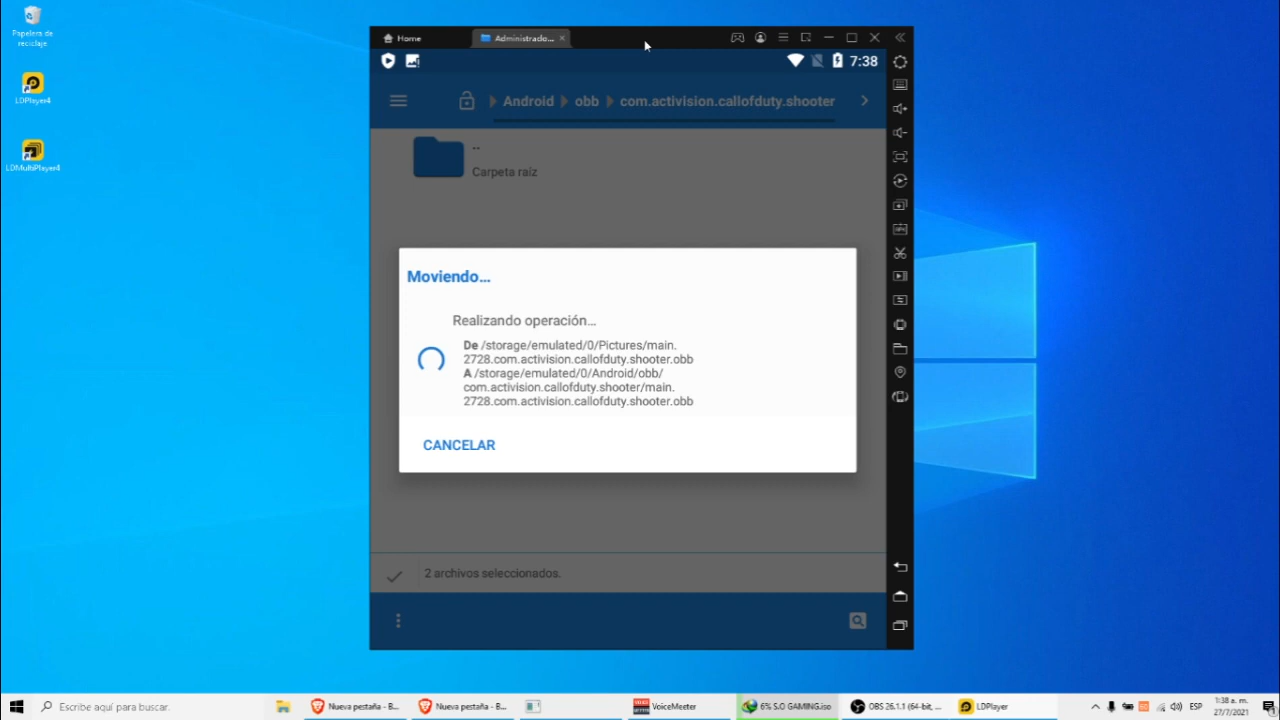 Papelera de
reciclaje
LDPlayer4
LDMultiPlayer4
Home
Administrado...
7:38
Android
obb
com.activision.callofduty.shooter
..
Carpeta raíz
Moviendo...
Realizando operación...
De /storage/emulated/0/Pictures/main.
2728.com.activision.callofduty.shooter.obb
A /storage/emulated/0/Android/obb/
com.activision.callofduty.shooter/main.
2728.com.activision.callofduty.shooter.obb
CANCELAR
2 archivos seleccionados.
Escribe aquí para buscar.
Nueva pestaña - B...
Nueva pestaña - B...
VoiceMeeter
6% S.O GAMING.iso
OBS 26.1.1 (64-bit, ...
LDPlayer
ESP
1:38 a. m.
27/7/2021